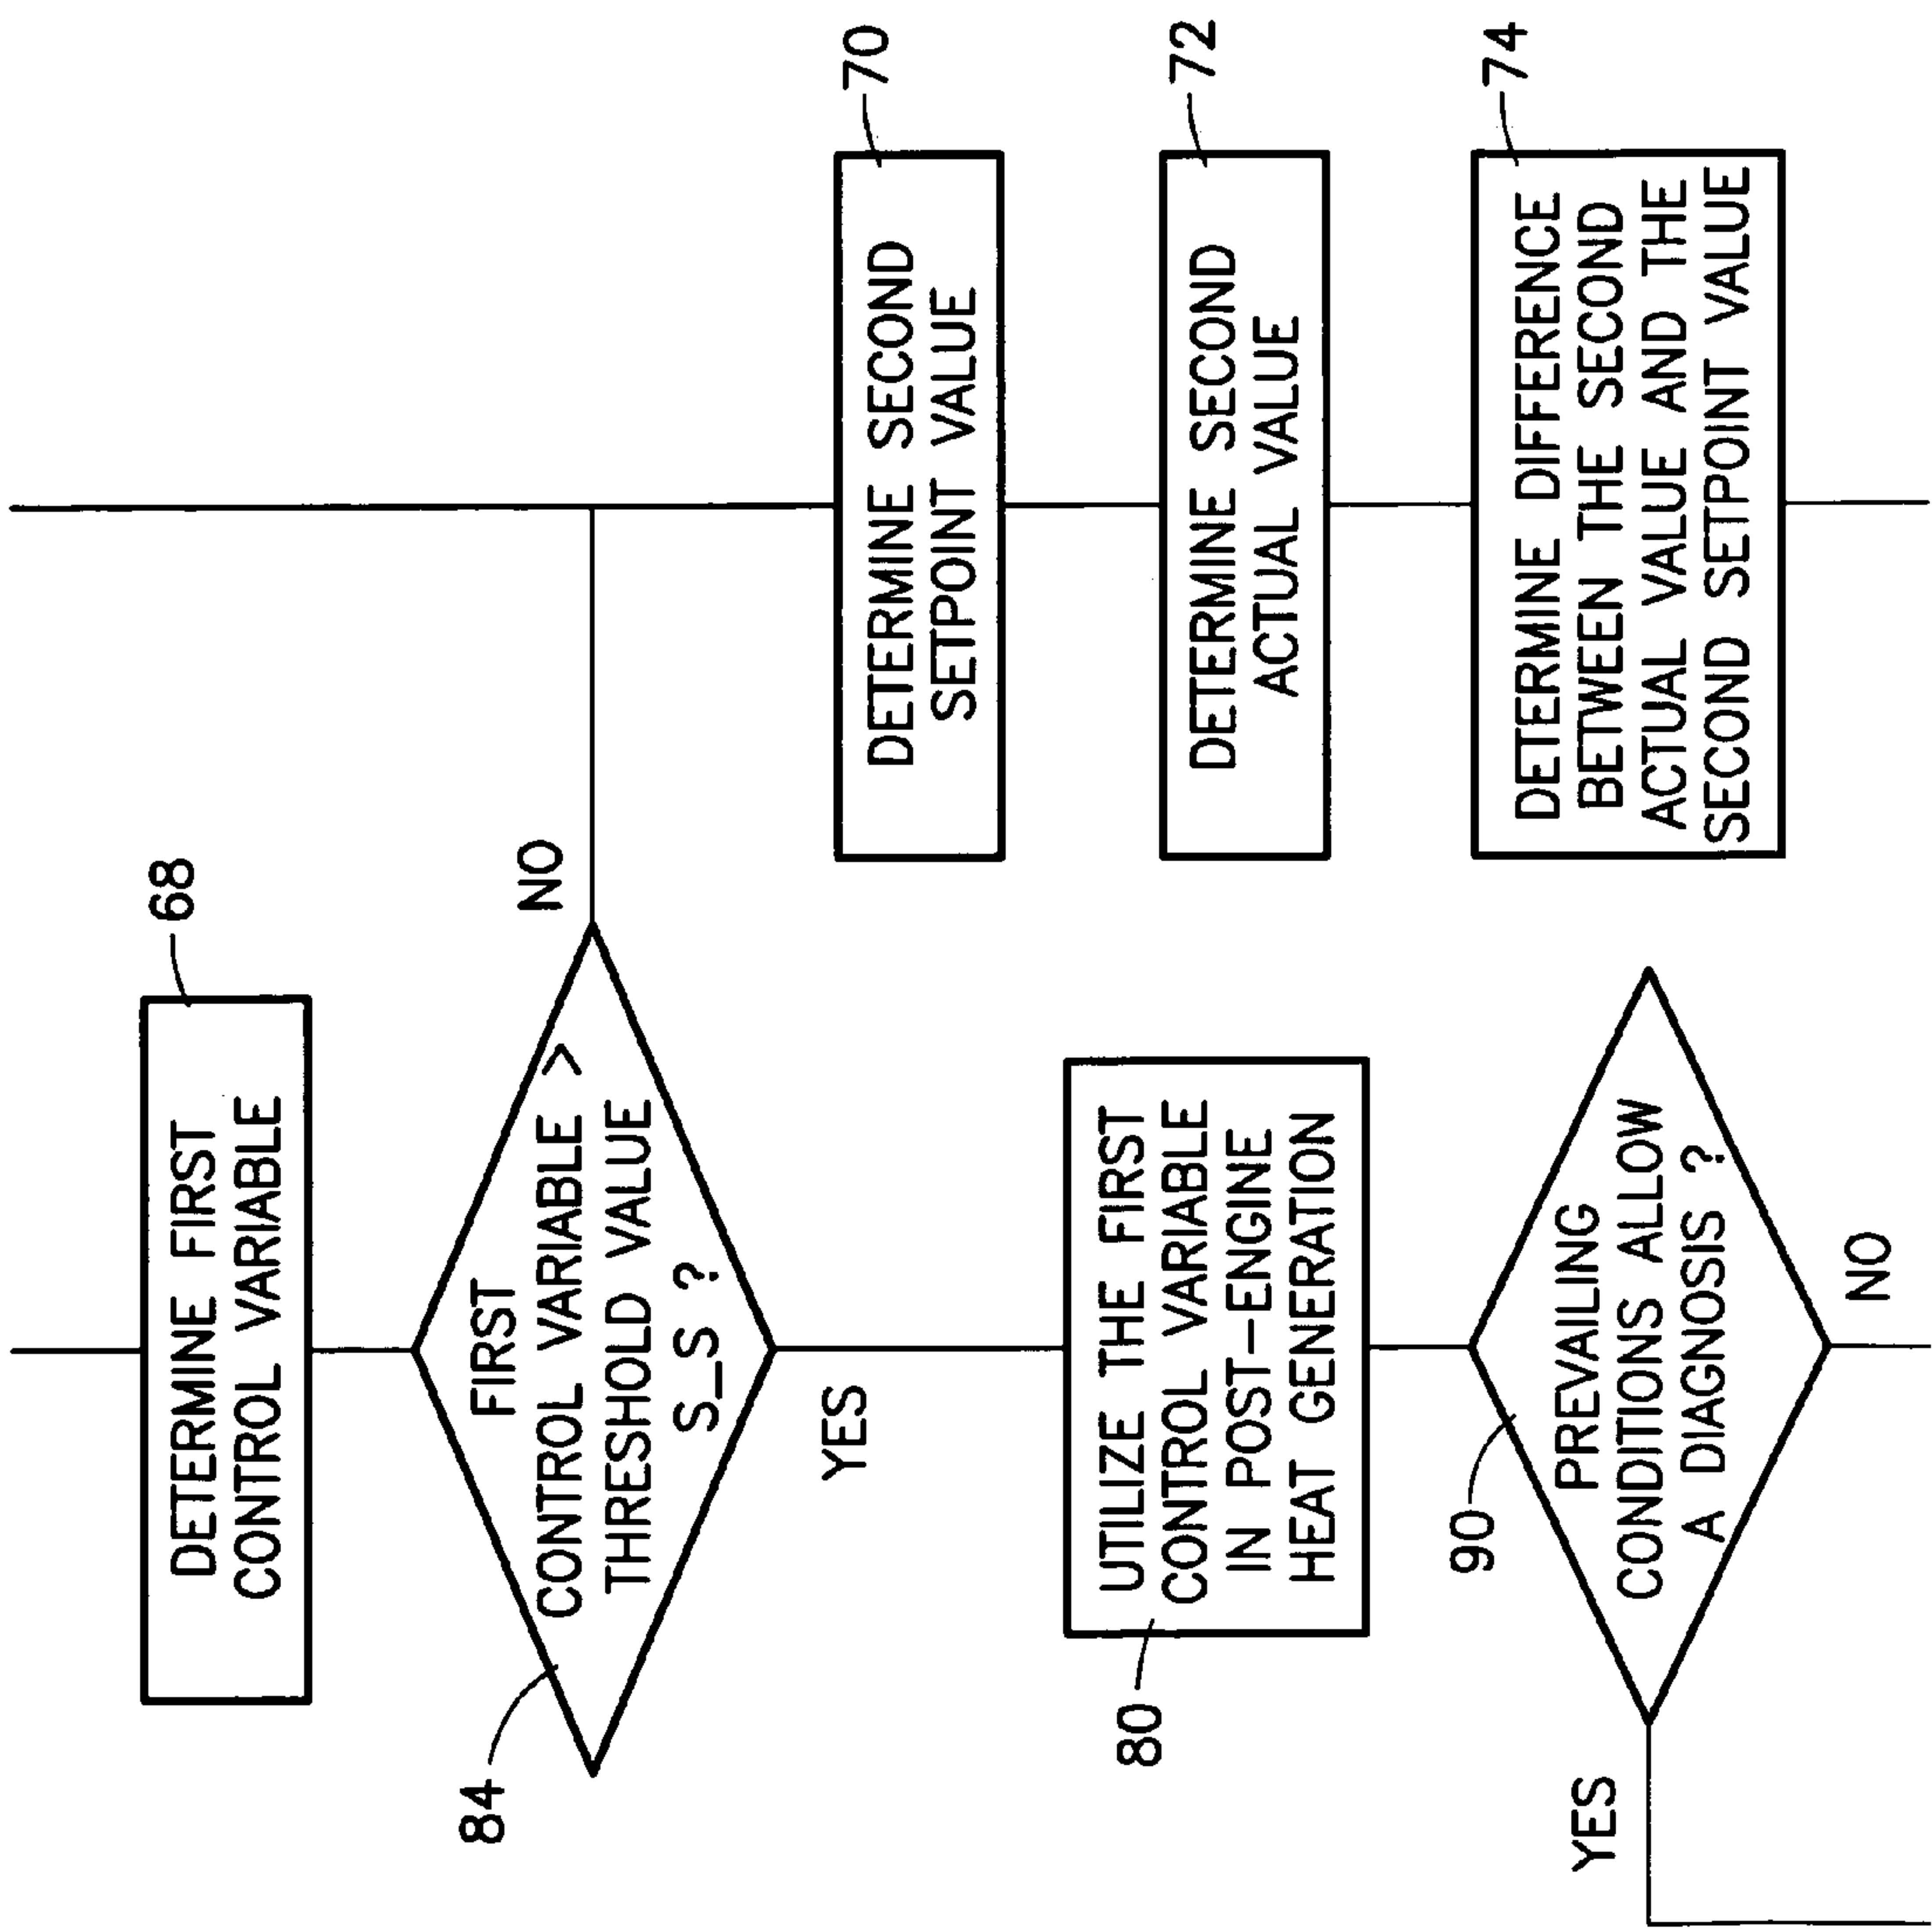 68
DETERMINE FIRST
CONTROL VARIABLE
84
FIRST
CONTROL VARIABLE >
THRESHOLD VALUE
S_S ?
NO
YES
80
UTILIZE THE FIRST
CONTROL VARIABLE
IN POST-ENGINE
HEAT GENERATION
90
PREVAILING
CONDITIONS ALLOW
A DIAGNOSIS ?
YES
NO
70
DETERMINE SECOND
SETPOINT VALUE
72
DETERMINE SECOND
ACTUAL VALUE
74
DETERMINE DIFFERENCE
BETWEEN THE SECOND
ACTUAL VALUE AND THE
SECOND SETPOINT VALUE